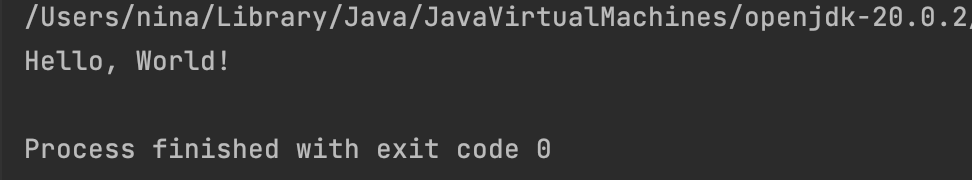 /Users/nina/Library/Java/JavaVirtualMachines/openjdk-20.0.2/
Hello, World!
Process finished with exit code 0